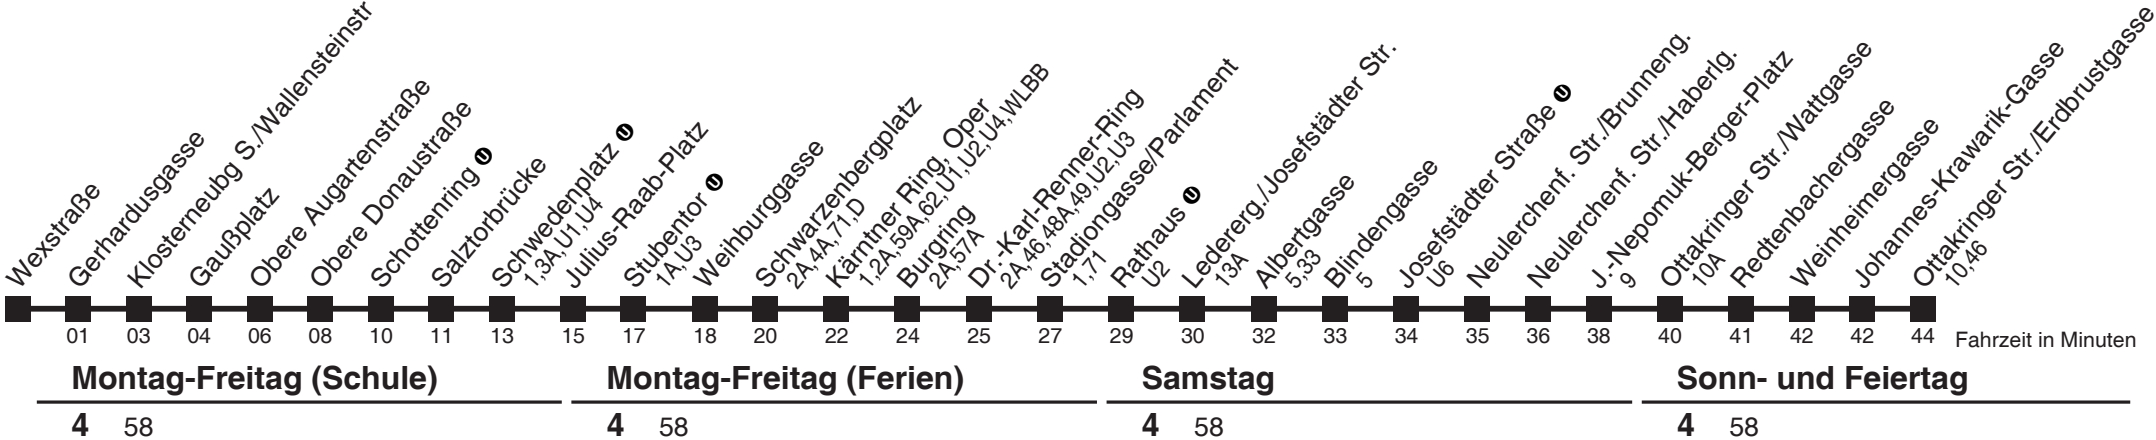 Wexstraße
Gerhardusgasse
Klosterneubg S./Wallensteinstr
Gaußplatz
Obere Augartenstraße
Obere Donaustraße
Schottenring U
Salztorbrücke
Schwedenplatz U
1,3A,U1,U4
Julius-Raab-Platz
Stubentor U
1A,U3
Weihburggasse
Schwarzenbergplatz
2A,4A,71,D
Kärntner Ring, Oper
1,2A,59A,62,U1,U2,U4,WLBB
Burgring
2A,57A
Dr.-Karl-Renner-Ring
2A,46,48A,49,U2,U3
Stadiongasse/Parlament
1,71
Rathaus U
U2
Ledererg./Josefstädter Str.
13A
Albertgasse
5,33
Blindengasse
5
Josefstädter Straße U
U6
Neulerchenf. Str./Brunneng.
Neulerchenf. Str./Haberlg.
J.-Nepomuk-Berger-Platz
9
Ottakringer Str./Wattgasse
10A
Redtenbachergasse
Weinheimergasse
Johannes-Krawarik-Gasse
Ottakringer Str./Erdbrustgasse
10,46
01 03 04 06 08 10 11 13 15 17 18 20 22 24 25 27 29 30 32 33 34 35 36 38 40 41 42 42 44 Fahrzeit in Minuten
Montag-Freitag (Schule) Montag-Freitag (Ferien) Samstag Sonn- und Feiertag
4 58 4 58 4 58 4 58